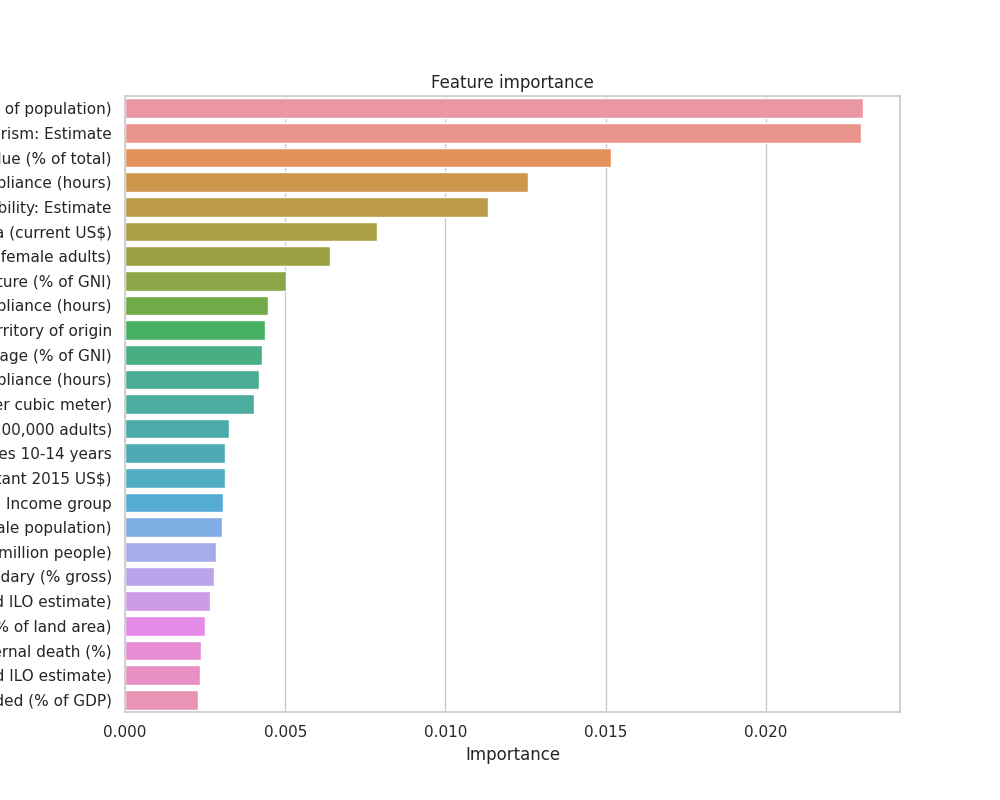 Feature importance
of population)
rism: Estimate
lue (% of total)
pliance (hours)
bility: Estimate
a (current US$)
female adults)
ture (% of GNI)
pliance (hours)
rritory of origin
age (% of GNI)
pliance (hours)
er cubic meter)
00,000 adults)
es 10-14 years
tant 2015 US$)
Income group
ale population)
million people)
dary (% gross)
d ILO estimate)
% of land area)
ernal death (%)
d ILO estimate)
ded (% of GDP)
0.000 0.005 0.010 0.015 0.020
Importance